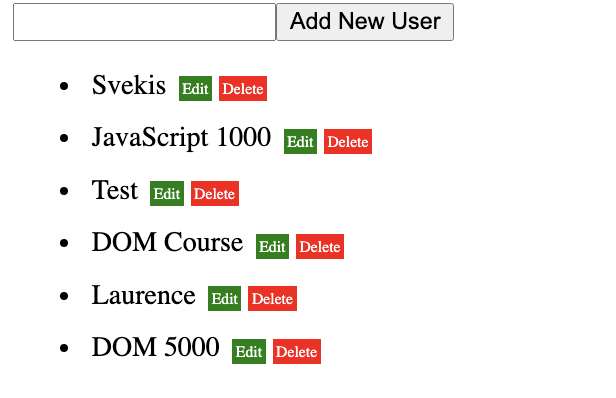 Add New User
Svekis Edit Delete
JavaScript 1000 Edit Delete
Test Edit Delete
DOM Course Edit Delete
Laurence Edit Delete
DOM 5000 Edit Delete